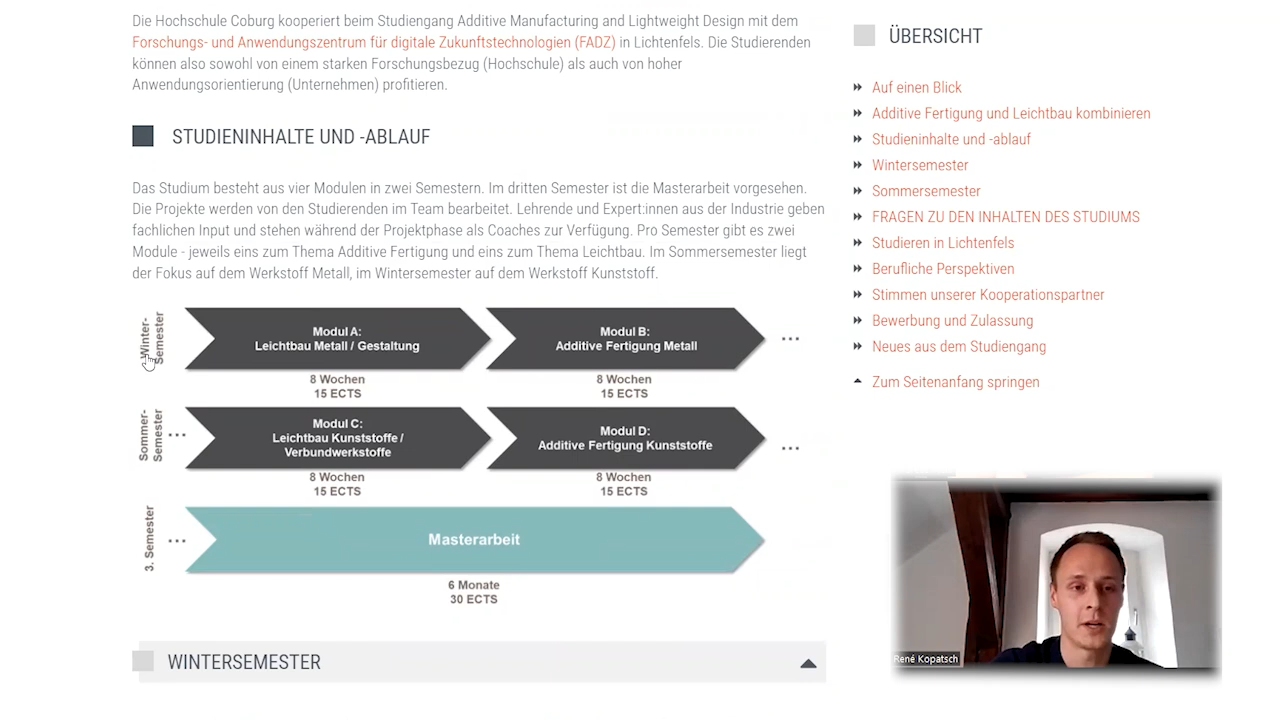 Die Hochschule Coburg kooperiert beim Studiengang Additive Manufacturing and Lightweight Design mit dem
Forschungs- und Anwendungszentrum für digitale Zukunftstechnologien (FADZ) in Lichtenfels. Die Studierenden
können also sowohl von einem starken Forschungsbezug (Hochschule) als auch von hoher
Anwendungsorientierung (Unternehmen) profitieren.
STUDIENINHALTE UND -ABLAUF
Das Studium besteht aus vier Modulen in zwei Semestern. Im dritten Semester ist die Masterarbeit vorgesehen.
Die Projekte werden von den Studierenden im Team bearbeitet. Lehrende und Expert:innen aus der Industrie geben
fachlichen Input und stehen während der Projektphase als Coaches zur Verfügung. Pro Semester gibt es zwei
Module - jeweils eins zum Thema Additive Fertigung und eins zum Thema Leichtbau. Im Sommersemester liegt
der Fokus auf dem Werkstoff Metall, im Wintersemester auf dem Werkstoff Kunststoff.
Winter-
Semester
Modul A:
Leichtbau Metall / Gestaltung
8 Wochen
15 ECTS
Modul B:
Additive Fertigung Metall
8 Wochen
15 ECTS
...
Sommer-
Semester
...
Modul C:
Leichtbau Kunststoffe /
Verbundwerkstoffe
8 Wochen
15 ECTS
Modul D:
Additive Fertigung Kunststoffe
8 Wochen
15 ECTS
...
3. Semester
...
Masterarbeit
6 Monate
30 ECTS
WINTERSEMESTER
ÜBERSICHT
Auf einen Blick
Additive Fertigung und Leichtbau kombinieren
Studieninhalte und -ablauf
Wintersemester
Sommersemester
FRAGEN ZU DEN INHALTEN DES STUDIUMS
Studieren in Lichtenfels
Berufliche Perspektiven
Stimmen unserer Kooperationspartner
Bewerbung und Zulassung
Neues aus dem Studiengang
Zum Seitenanfang springen
René Kopatsch